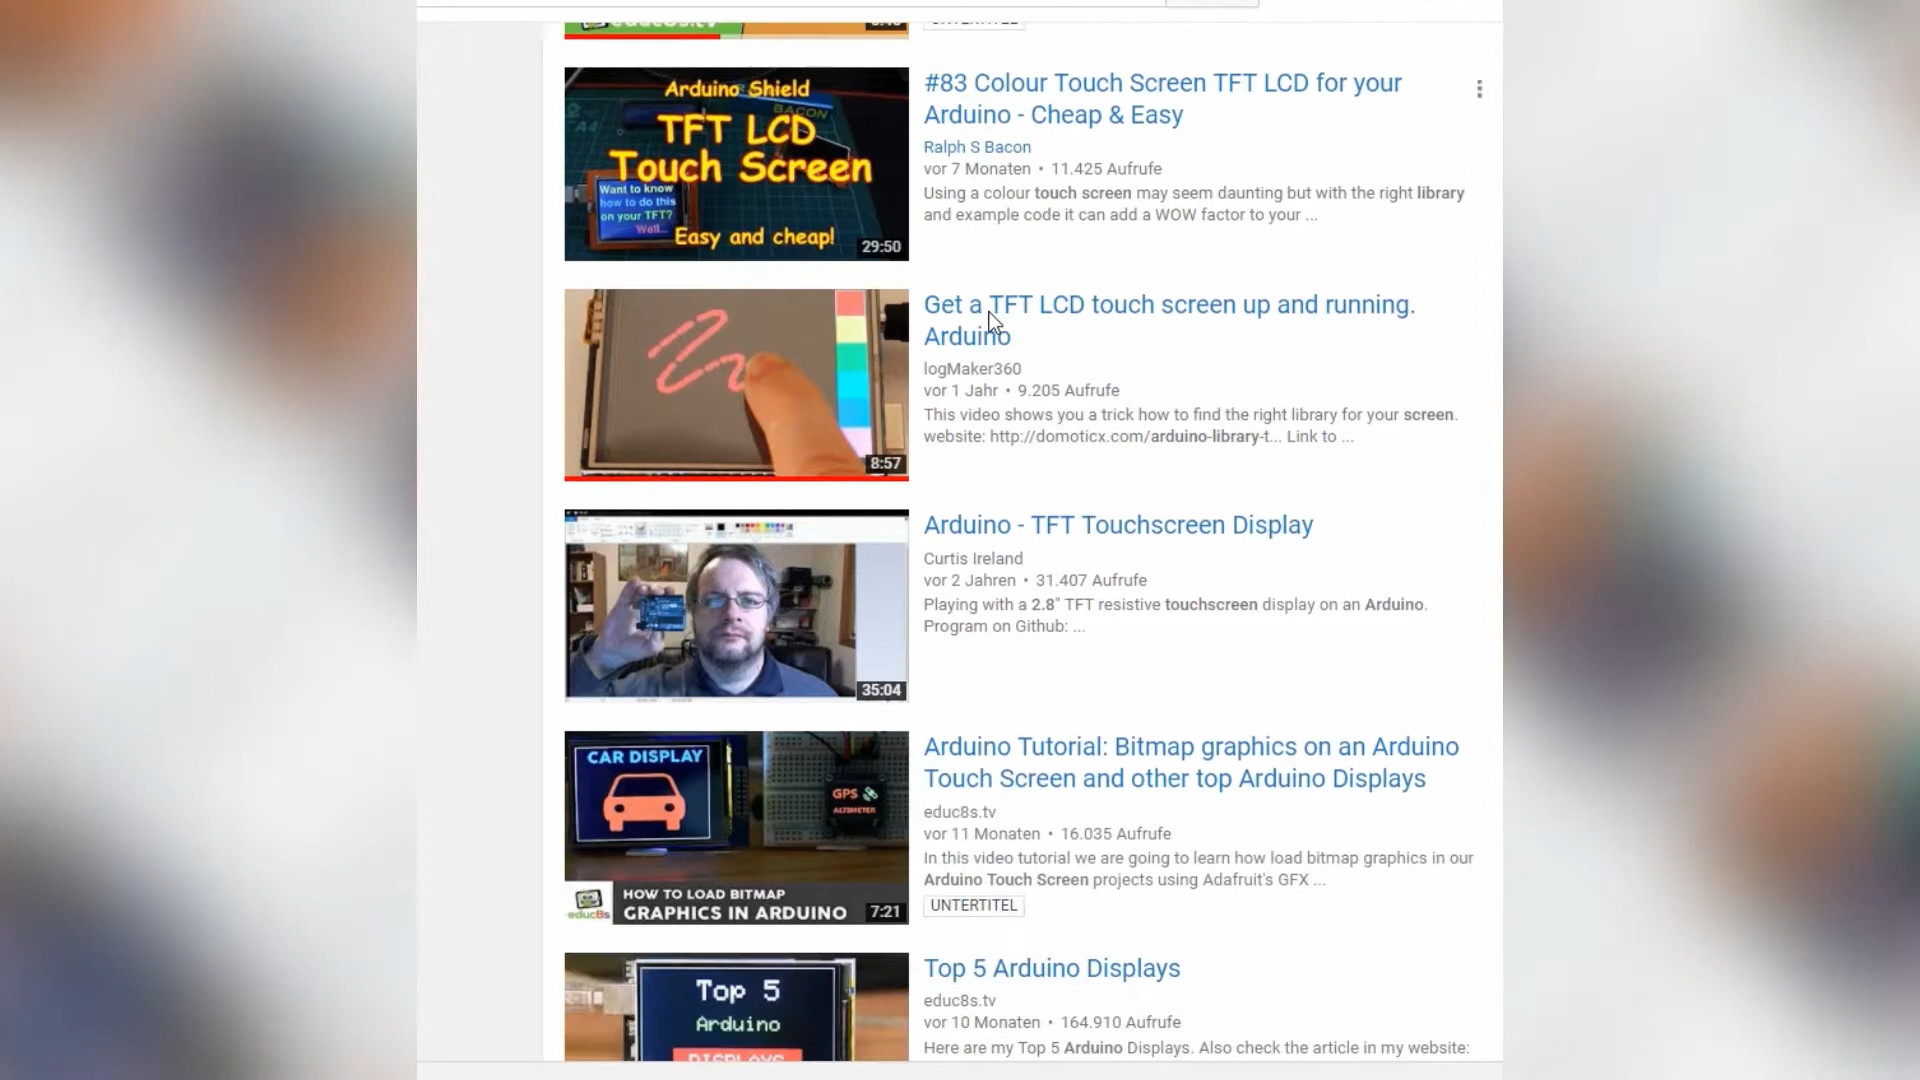 educ8s.tv
UNTERTITEL
Arduino Shield
TFT LCD
Touch Screen
BACON
Want to know
how to do this
on your TFT?
Well...
Easy and cheap!
29:50
#83 Colour Touch Screen TFT LCD for your
Arduino - Cheap & Easy
Ralph S Bacon
vor 7 Monaten • 11.425 Aufrufe
Using a colour touch screen may seem daunting but with the right library
and example code it can add a WOW factor to your ...
8:57
Get a TFT LCD touch screen up and running.
Arduino
logMaker360
vor 1 Jahr • 9.205 Aufrufe
This video shows you a trick how to find the right library for your screen.
website: http://domoticx.com/arduino-library-t... Link to ...
35:04
Arduino - TFT Touchscreen Display
Curtis Ireland
vor 2 Jahren • 31.407 Aufrufe
Playing with a 2.8" TFT resistive touchscreen display on an Arduino.
Program on Github: ...
CAR DISPLAY
GPS
ALTIMETER
educ8s
HOW TO LOAD BITMAP
GRAPHICS IN ARDUINO
7:21
Arduino Tutorial: Bitmap graphics on an Arduino
Touch Screen and other top Arduino Displays
educ8s.tv
vor 11 Monaten • 16.035 Aufrufe
In this video tutorial we are going to learn how load bitmap graphics in our
Arduino Touch Screen projects using Adafruit's GFX ...
UNTERTITEL
Top 5
Arduino
DISPLAYS
Top 5 Arduino Displays
educ8s.tv
vor 10 Monaten • 164.910 Aufrufe
Here are my Top 5 Arduino Displays. Also check the article in my website: